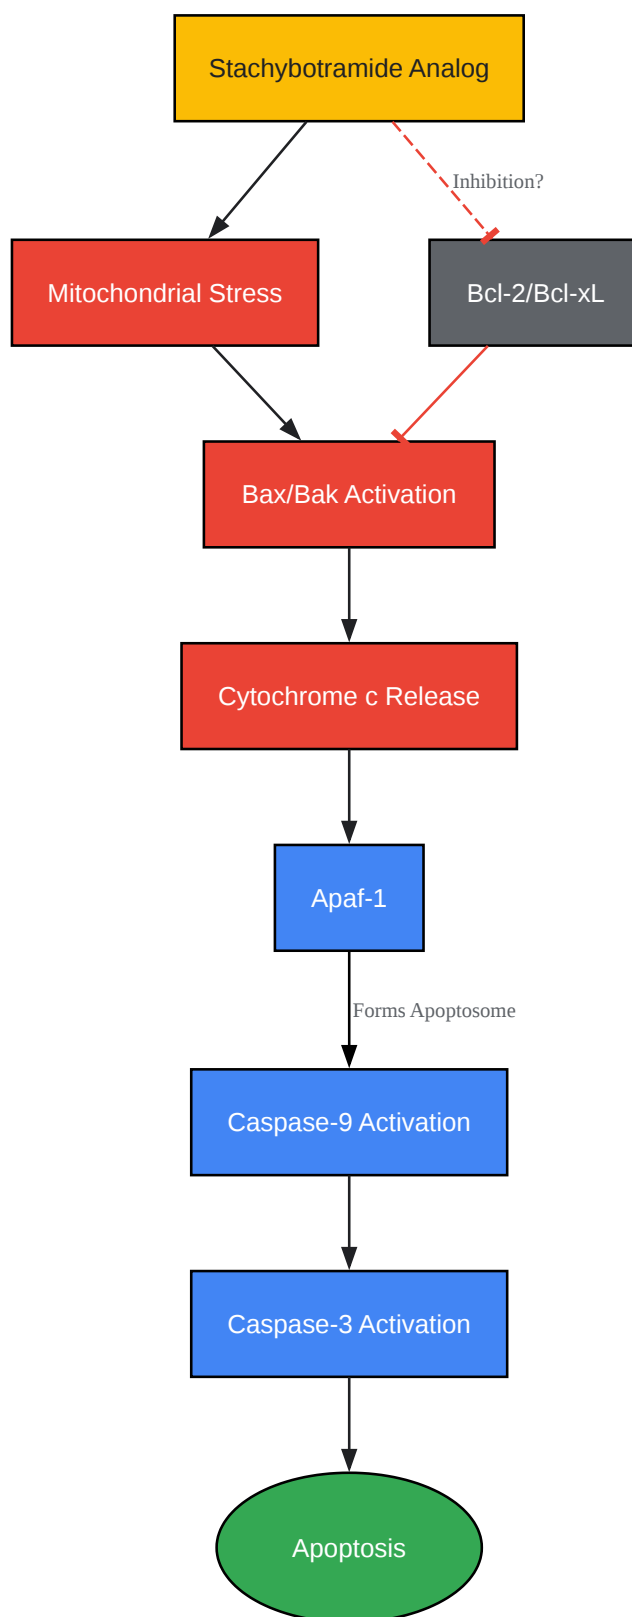 Stachybotramide Analog
Inhibition?
Mitochondrial Stress
Bcl-2/Bcl-xL
Bax/Bak Activation
Cytochrome c Release
Apaf-1
Forms Apoptosome
Caspase-9 Activation
Caspase-3 Activation
Apoptosis